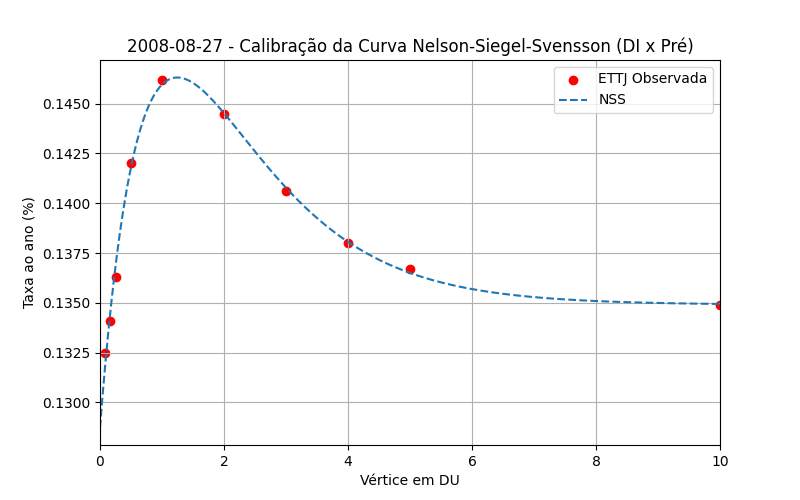 2008-08-27 - Calibração da Curva Nelson-Siegel-Svensson (DI x Pré)
ETTJ Observada
NSS
Taxa ao ano (%)
0.1450
0.1425
0.1400
0.1375
0.1350
0.1325
0.1300
0 2 4 6 8 10
Vértice em DU